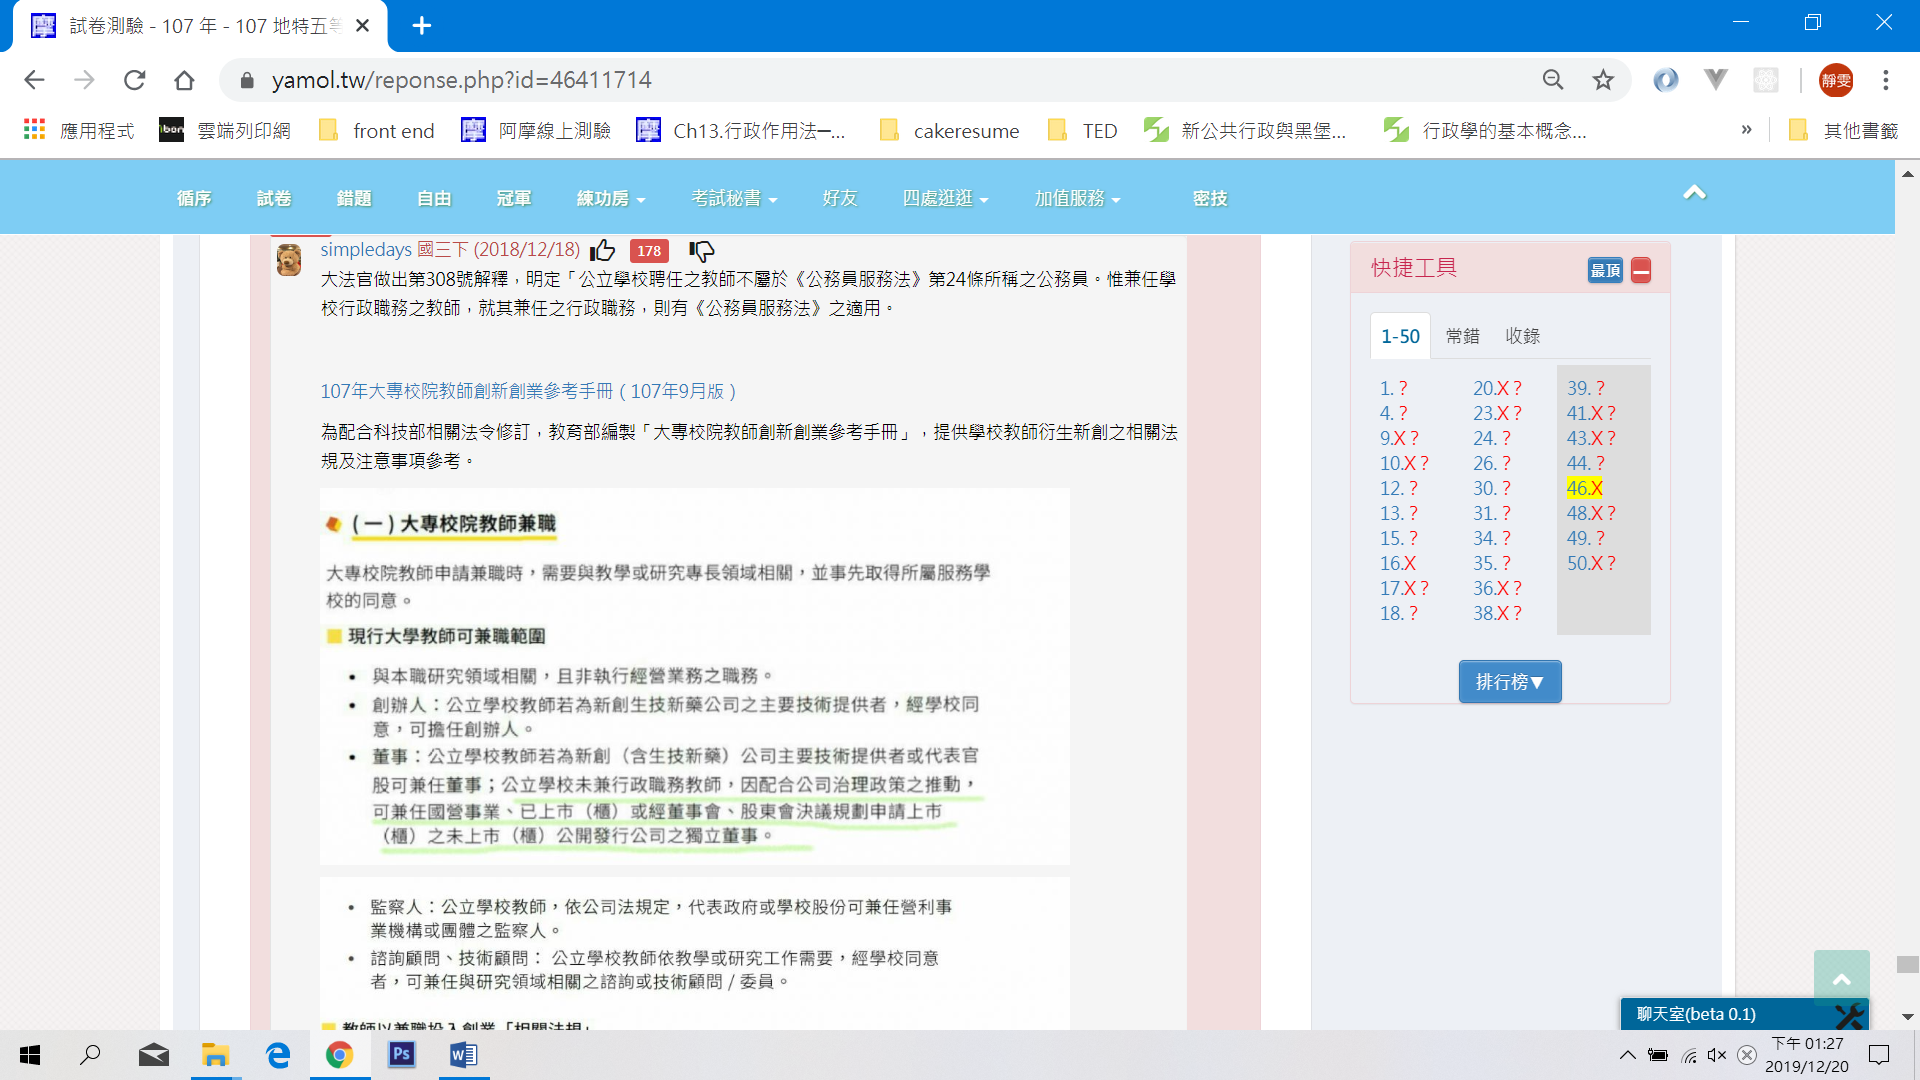 試卷測驗 - 107 年 - 107 地特五等
yamol.tw/reponse.php?id=46411714
靜雯
應用程式
ibon
雲端列印網
front end
阿摩線上測驗
Ch13.行政作用法─...
cakeresume
TED
新公共行政與黑堡...
行政學的基本概念...
»
其他書籤
循序 試卷 錯題 自由 冠軍 練功房 考試秘書 好友 四處逛逛 加值服務 密技
simpledays 國三下 (2018/12/18) 178
大法官做出第308號解釋，明定「公立學校聘任之教師不屬於《公務員服務法》第24條所稱之公務員。惟兼任學
校行政職務之教師，就其兼任之行政職務，則有《公務員服務法》之適用。
107年大專校院教師創新創業參考手冊（107年9月版）
為配合科技部相關法令修訂，教育部編製「大專校院教師創新創業參考手冊」，提供學校教師衍生新創之相關法
規及注意事項參考。
(一) 大專校院教師兼職
大專校院教師申請兼職時，需要與教學或研究專長領域相關，並事先取得所屬服務學
校的同意。
現行大學教師可兼職範圍
• 與本職研究領域相關，且非執行經營業務之職務。
• 創辦人：公立學校教師若為新創生技新藥公司之主要技術提供者，經學校同
意，可擔任創辦人。
• 董事：公立學校教師若為新創（含生技新藥）公司主要技術提供者或代表官
股可兼任董事；公立學校未兼行政職務教師，因配合公司治理政策之推動，
可兼任國營事業、已上市（櫃）或經董事會、股東會決議規劃申請上市
（櫃）之未上市（櫃）公開發行公司之獨立董事。
• 監察人：公立學校教師，依公司法規定，代表政府或學校股份可兼任營利事
業機構或團體之監察人。
• 諮詢顧問、技術顧問： 公立學校教師依教學或研究工作需要，經學校同意
者，可兼任與研究領域相關之諮詢或技術顧問 / 委員。
教師以兼職投入創業「相關法規」
快捷工具 最頂
1-50 常錯 收錄
1. ?
4. ?
9.X ?
10.X ?
12. ?
13. ?
15. ?
16.X
17.X ?
18. ?
20.X ?
23.X ?
24. ?
26. ?
30. ?
31. ?
34. ?
35. ?
36.X ?
38.X ?
39. ?
41.X ?
43.X ?
44. ?
46.X
48.X ?
49. ?
50.X ?
排行榜▼
聊天室(beta 0.1)
Ps
下午 01:27
2019/12/20